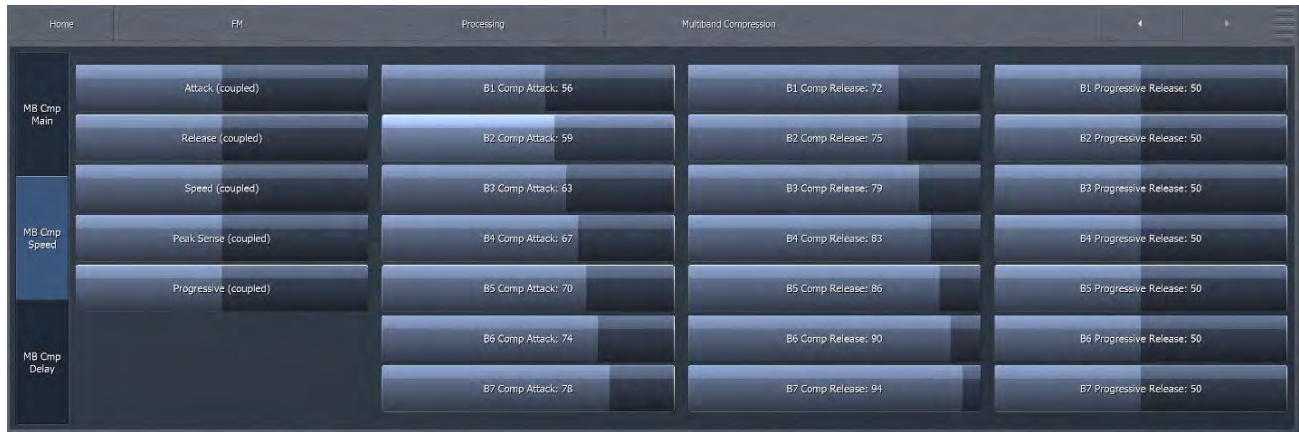 Home FM Processing Multiband Compression
MB Cmp
Main
MB Cmp
Speed
MB Cmp
Delay
Attack (coupled)
Release (coupled)
Speed (coupled)
Peak Sense (coupled)
Progressive (coupled)
B1 Comp Attack: 56
B2 Comp Attack: 59
B3 Comp Attack: 63
B4 Comp Attack: 67
B5 Comp Attack: 70
B6 Comp Attack: 74
B7 Comp Attack: 78
B1 Comp Release: 72
B2 Comp Release: 75
B3 Comp Release: 79
B4 Comp Release: 83
B5 Comp Release: 86
B6 Comp Release: 90
B7 Comp Release: 94
B1 Progressive Release: 50
B2 Progressive Release: 50
B3 Progressive Release: 50
B4 Progressive Release: 50
B5 Progressive Release: 50
B6 Progressive Release: 50
B7 Progressive Release: 50